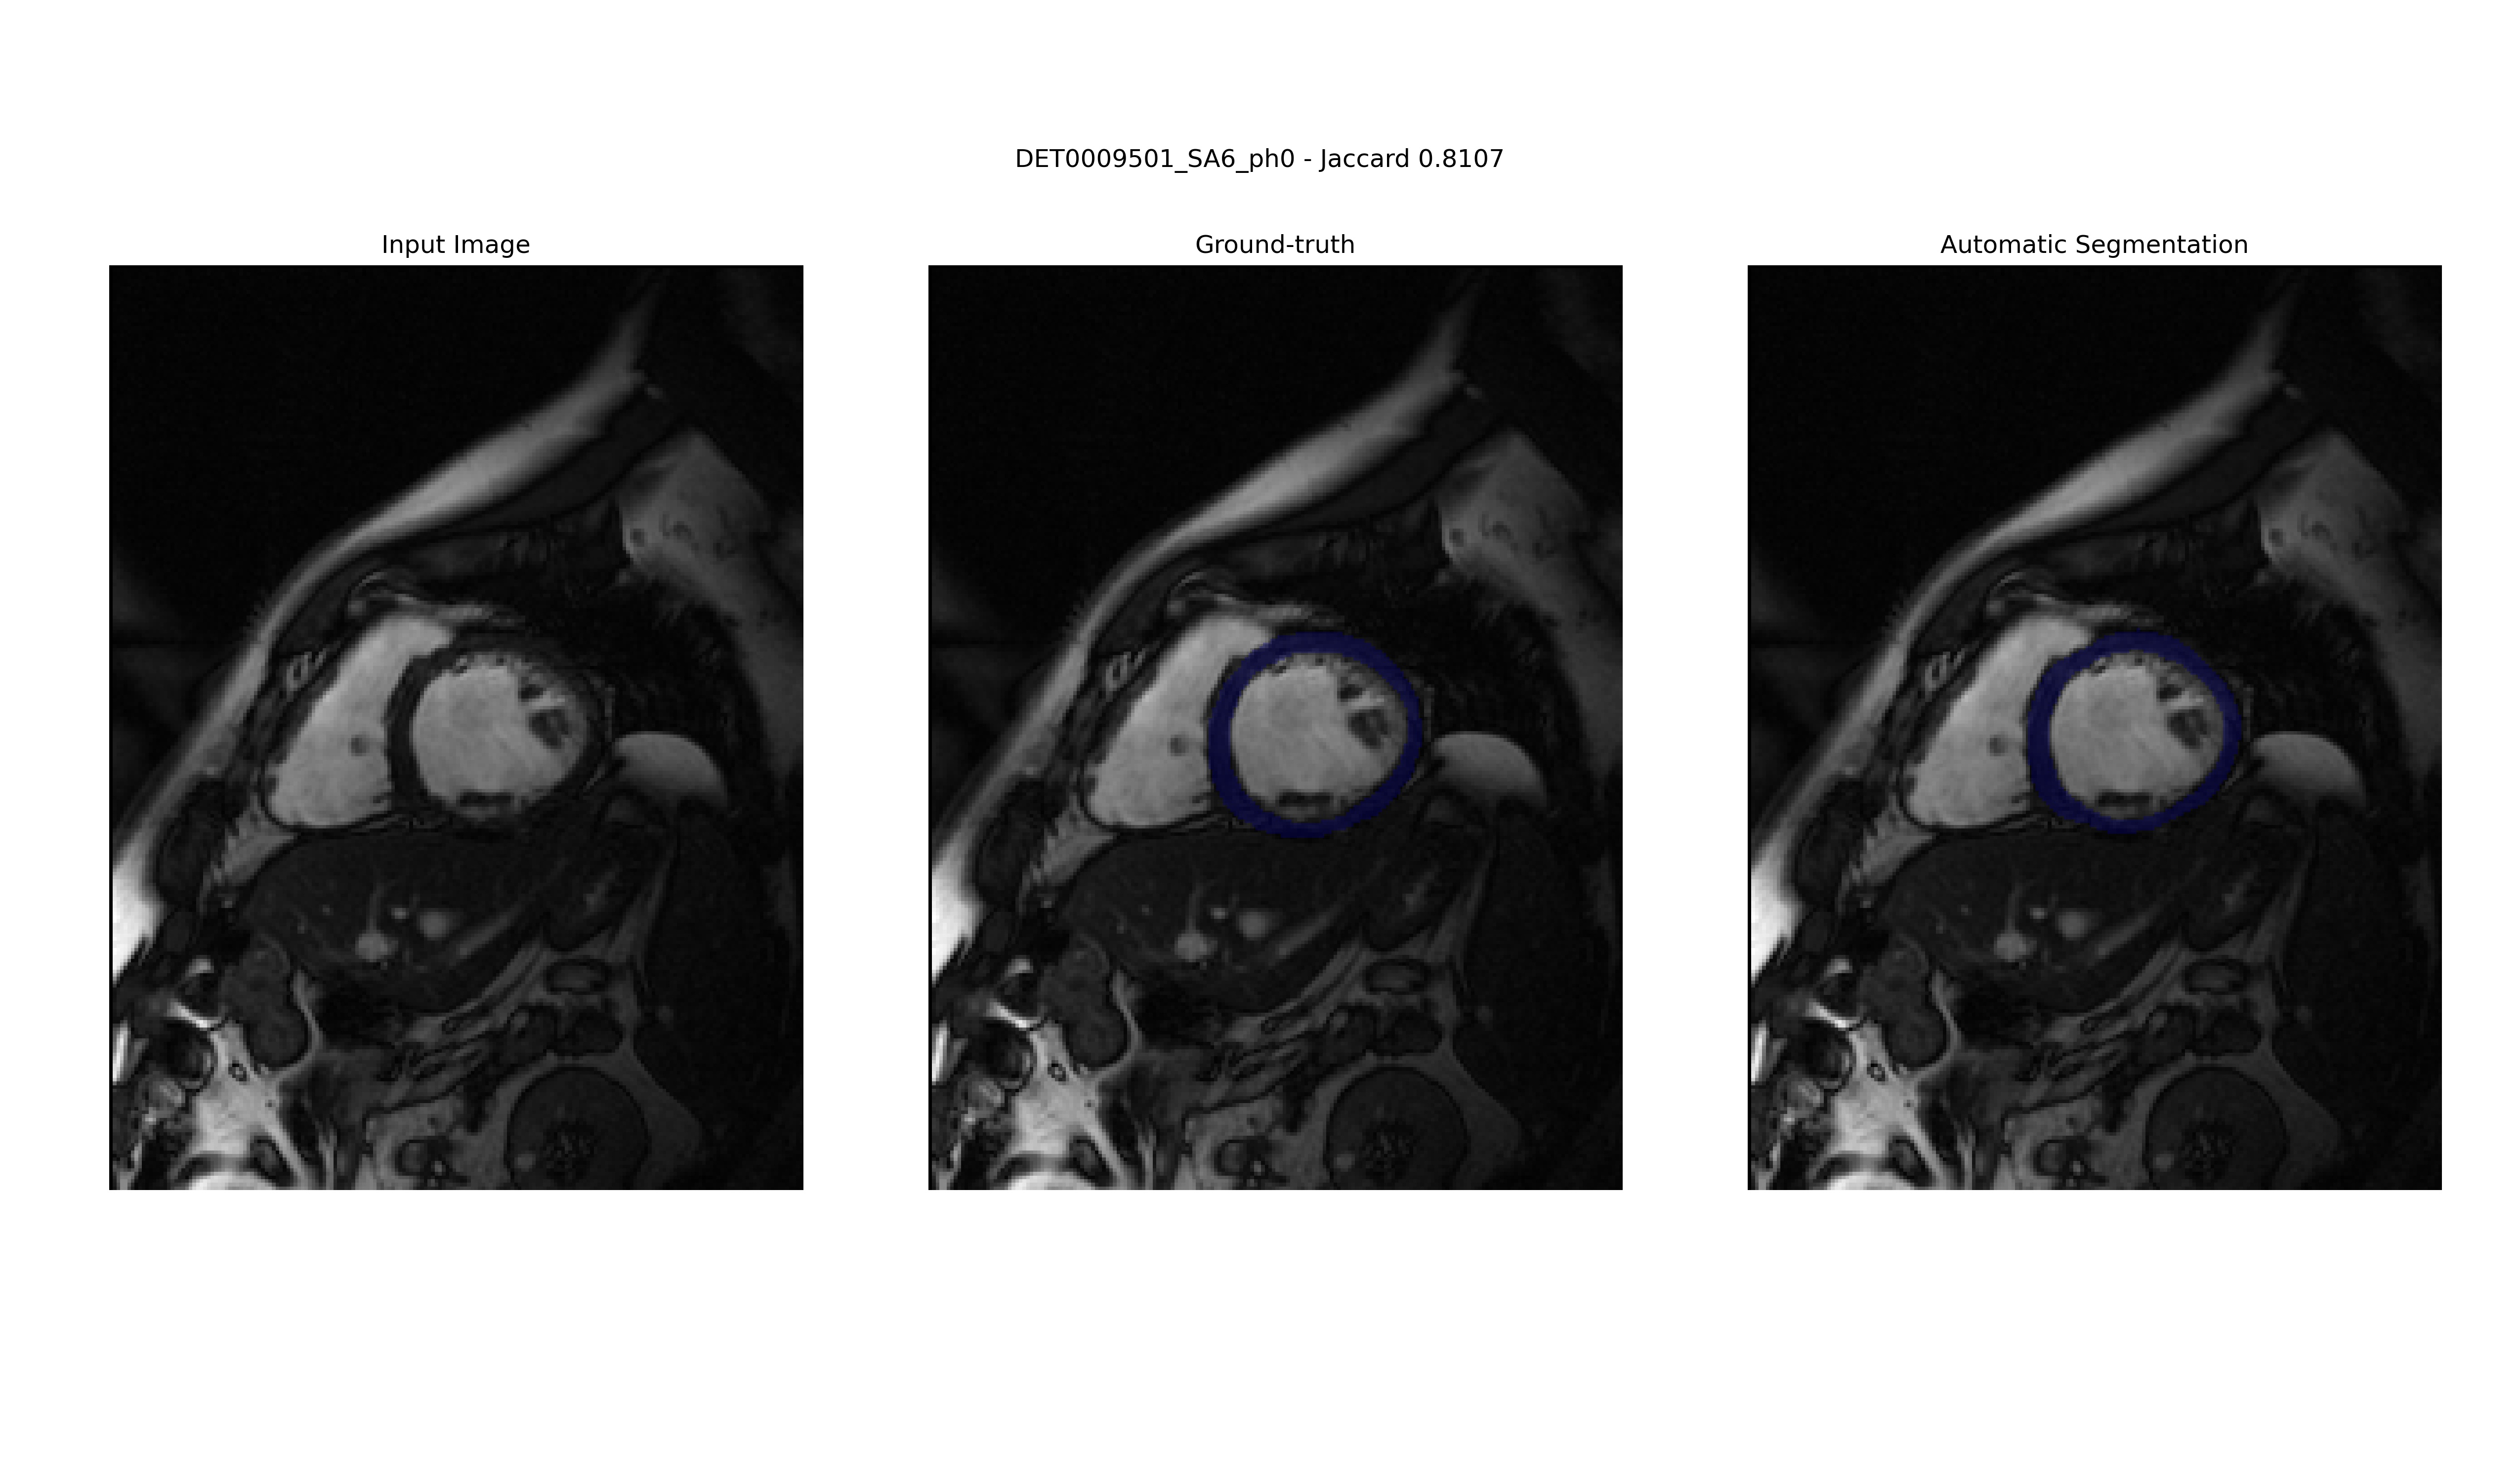 DET0009501_SA6_ph0 - Jaccard 0.8107
Input Image
Ground-truth
Automatic Segmentation